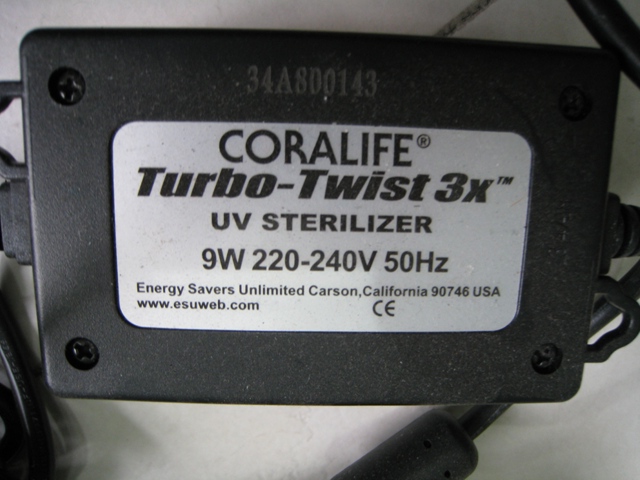 34A8D0143
CORALIFE®
Turbo-Twist 3x™
UV STERILIZER
9W 220-240V 50Hz
Energy Savers Unlimited Carson,California 90746 USA
www.esuweb.com CE